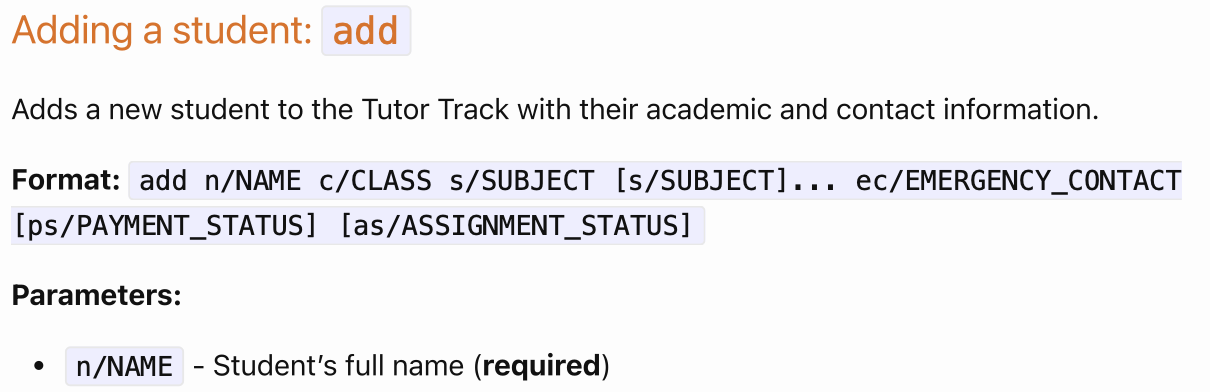 Adding a student: add
Adds a new student to the Tutor Track with their academic and contact information.
Format: add n/NAME c/CLASS s/SUBJECT [s/SUBJECT]... ec/EMERGENCY_CONTACT
[ps/PAYMENT_STATUS] [as/ASSIGNMENT_STATUS]
Parameters:
• n/NAME - Student’s full name (required)